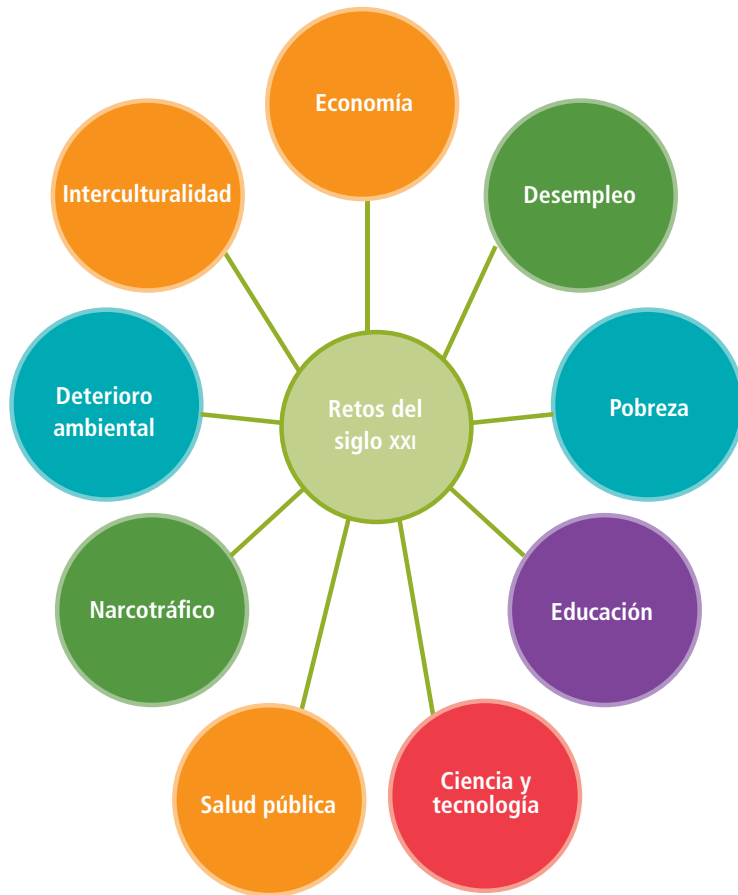 Economía
Desempleo
Pobreza
Educación
Ciencia y
tecnología
Salud pública
Narcotráfico
Deterioro
ambiental
Interculturalidad
Retos del
siglo XXI